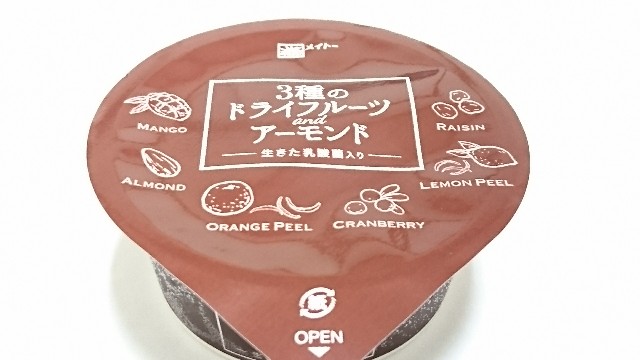 メイトー
3種の
ドライフルーツ
and
アーモンド
生きた乳酸菌入り
MANGO
RAISIN
ALMOND
LEMON PEEL
ORANGE PEEL
CRANBERRY
紙
OPEN